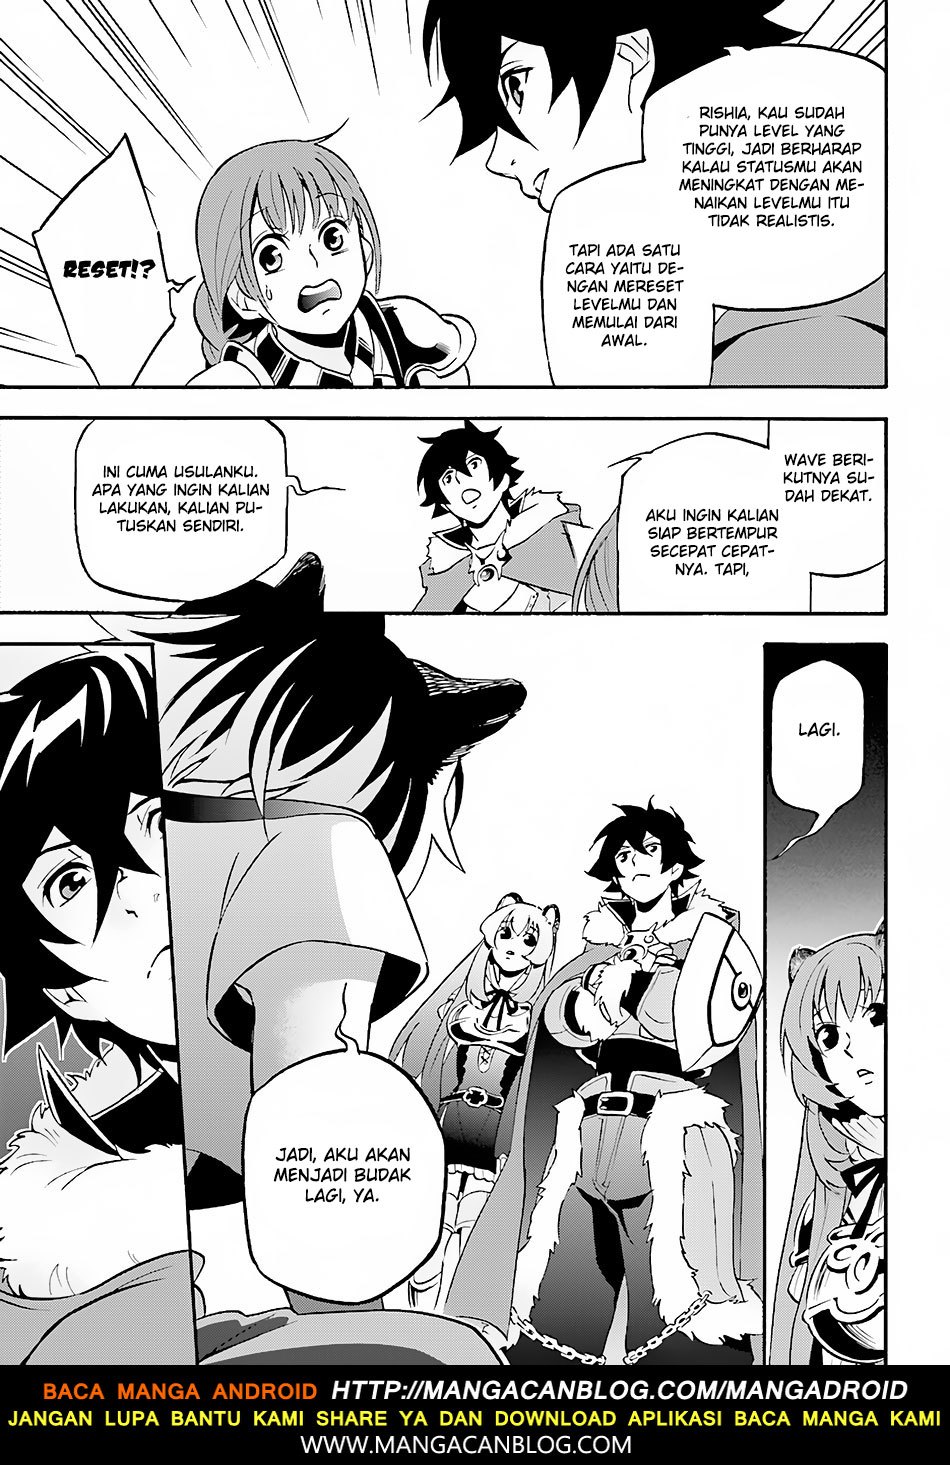 RISHIA, KAU SUDAH
PUNYA LEVEL YANG
TINGGI, JADI BERHARAP
KALAU STATUSMU AKAN
MENINGKAT DENGAN ME-
NAIKAN LEVELMU ITU
TIDAK REALISTIS.
TAPI ADA SATU
CARA YAITU DE-
NGAN MERESET
LEVELMU DAN
MEMULAI DARI
AWAL.
RESET!?
WAVE BERI-
KUTNYA SU-
DAH DEKAT.
AKU INGIN KALIAN
SIAP BERTEMPUR
SECEPAT CEPAT-
NYA. TAPI,
INI CUMA USULANKU.
APA YANG INGIN KALIAN
LAKUKAN, KALIAN PU-
TUSKAN SENDIRI.
LAGI.
JADI, AKU AKAN
MENJADI BUDAK
LAGI, YA.
BACA MANGA ANDROID HTTP://MANGACANBLOG.COM/MANGADROID
JANGAN LUPA BANTU KAMI SHARE YA DAN DOWNLOAD APLIKASI BACA MANGA KAMI
WWW.MANGACANBLOG.COM